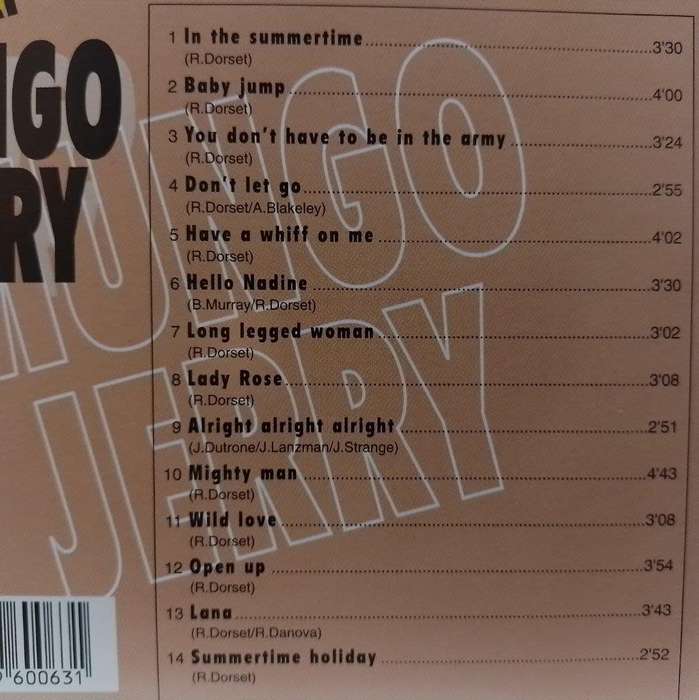 NGO
RRY
MUNGO
JERRY
1 In the summertime 3'30
(R.Dorset)
2 Baby jump 4'00
(R.Dorset)
3 You don't have to be in the army 3'24
(R.Dorset)
4 Don't let go 2'55
(R.Dorset/A.Blakeley)
5 Have a whiff on me 4'02
(R.Dorset)
6 Hello Nadine 3'30
(B.Murray/R.Dorset)
7 Long legged woman 3'02
(R.Dorset)
8 Lady Rose 3'08
(R.Dorset)
9 Alright alright alright 2'51
(J.Dutrone/J.Lanzman/J.Strange)
10 Mighty man 4'43
(R.Dorset)
11 Wild love 3'08
(R.Dorset)
12 Open up 3'54
(R.Dorset)
13 Lana 3'43
(R.Dorset/R.Danova)
14 Summertime holiday 2'52
(R.Dorset)
600631